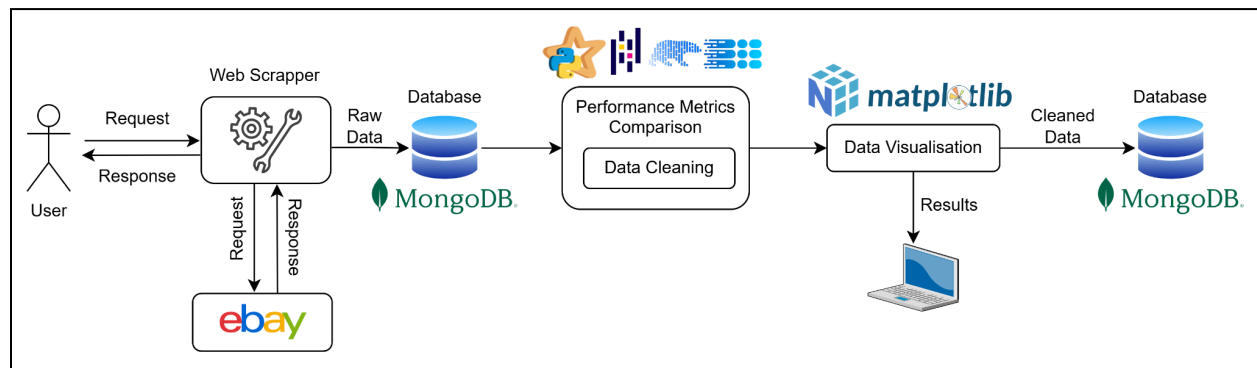 Web Scrapper
Request
Response
User
Request
Response
ebay
Raw
Data
Database
MongoDB®
Performance Metrics
Comparison
Data Cleaning
matplotlib
Data Visualisation
Results
Cleaned
Data
Database
MongoDB®